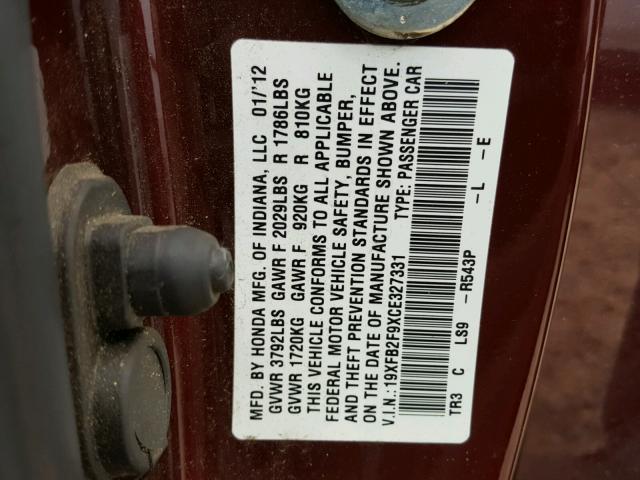 MFD. BY HONDA MFG. OF INDIANA, LLC 01/'12
GVWR 3792LBS GAWR F 2029LBS R 1786LBS
GVWR 1720KG GAWR F 920KG R 810KG
THIS VEHICLE CONFORMS TO ALL APPLICABLE
FEDERAL MOTOR VEHICLE SAFETY, BUMPER,
AND THEFT PREVENTION STANDARDS IN EFFECT
ON THE DATE OF MANUFACTURE SHOWN ABOVE.
V.I.N.:19XFB2F9XCE327331 TYPE: PASSENGER CAR
TR3 C LS9 -R543P -L -E